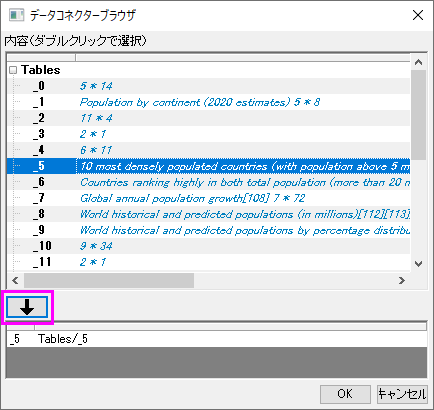 データコネクターブラウザ
内容(ダブルクリックで選択)
Tables
_0 5 * 14
_1 Population by continent (2020 estimates) 5 * 8
_2 11 * 4
_3 2 * 1
_4 6 * 11
_5 10 most densely populated countries (with population above 5 m
_6 Countries ranking highly in both total population (more than 20 m
_7 Global annual population growth[108] 7 * 72
_8 World historical and predicted populations (in millions)[112][113]
_9 World historical and predicted populations by percentage distribu
_10 9 * 34
_11 2 * 1
_5 Tables/_5
OK キャンセル